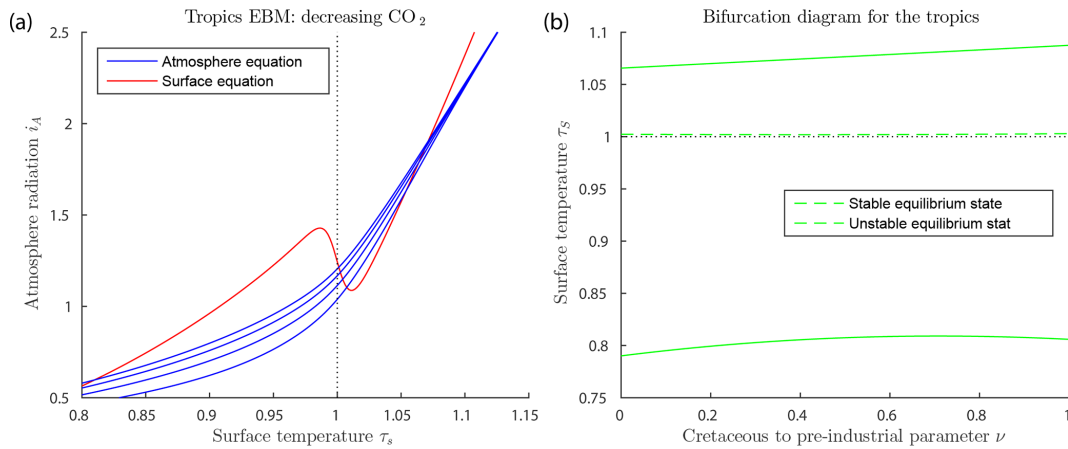 (a)
Tropics EBM: decreasing CO₂
2.5
2
1.5
1
0.5
Atmosphere radiation i_A
Atmosphere equation
Surface equation
0.8 0.85 0.9 0.95 1 1.05 1.1 1.15
Surface temperature τ_s
(b)
Bifurcation diagram for the tropics
1.1
1.05
1
0.95
0.9
0.85
0.8
0.75
Surface temperature τ_S
Stable equilibrium state
Unstable equilibrium stat
0 0.2 0.4 0.6 0.8 1
Cretaceous to pre-industrial parameter ν